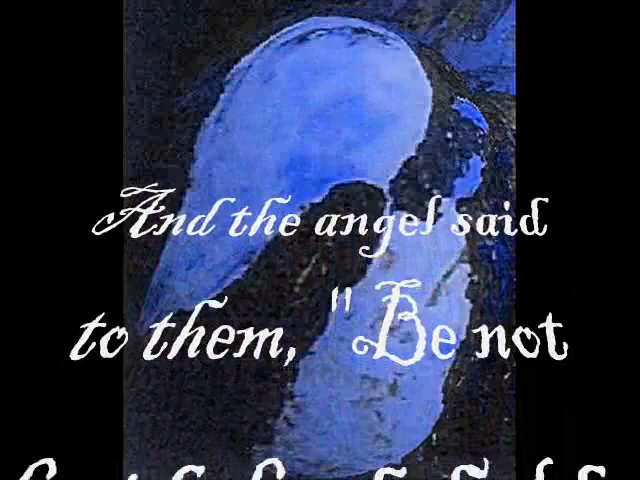 And the angel said
to them, "Be not